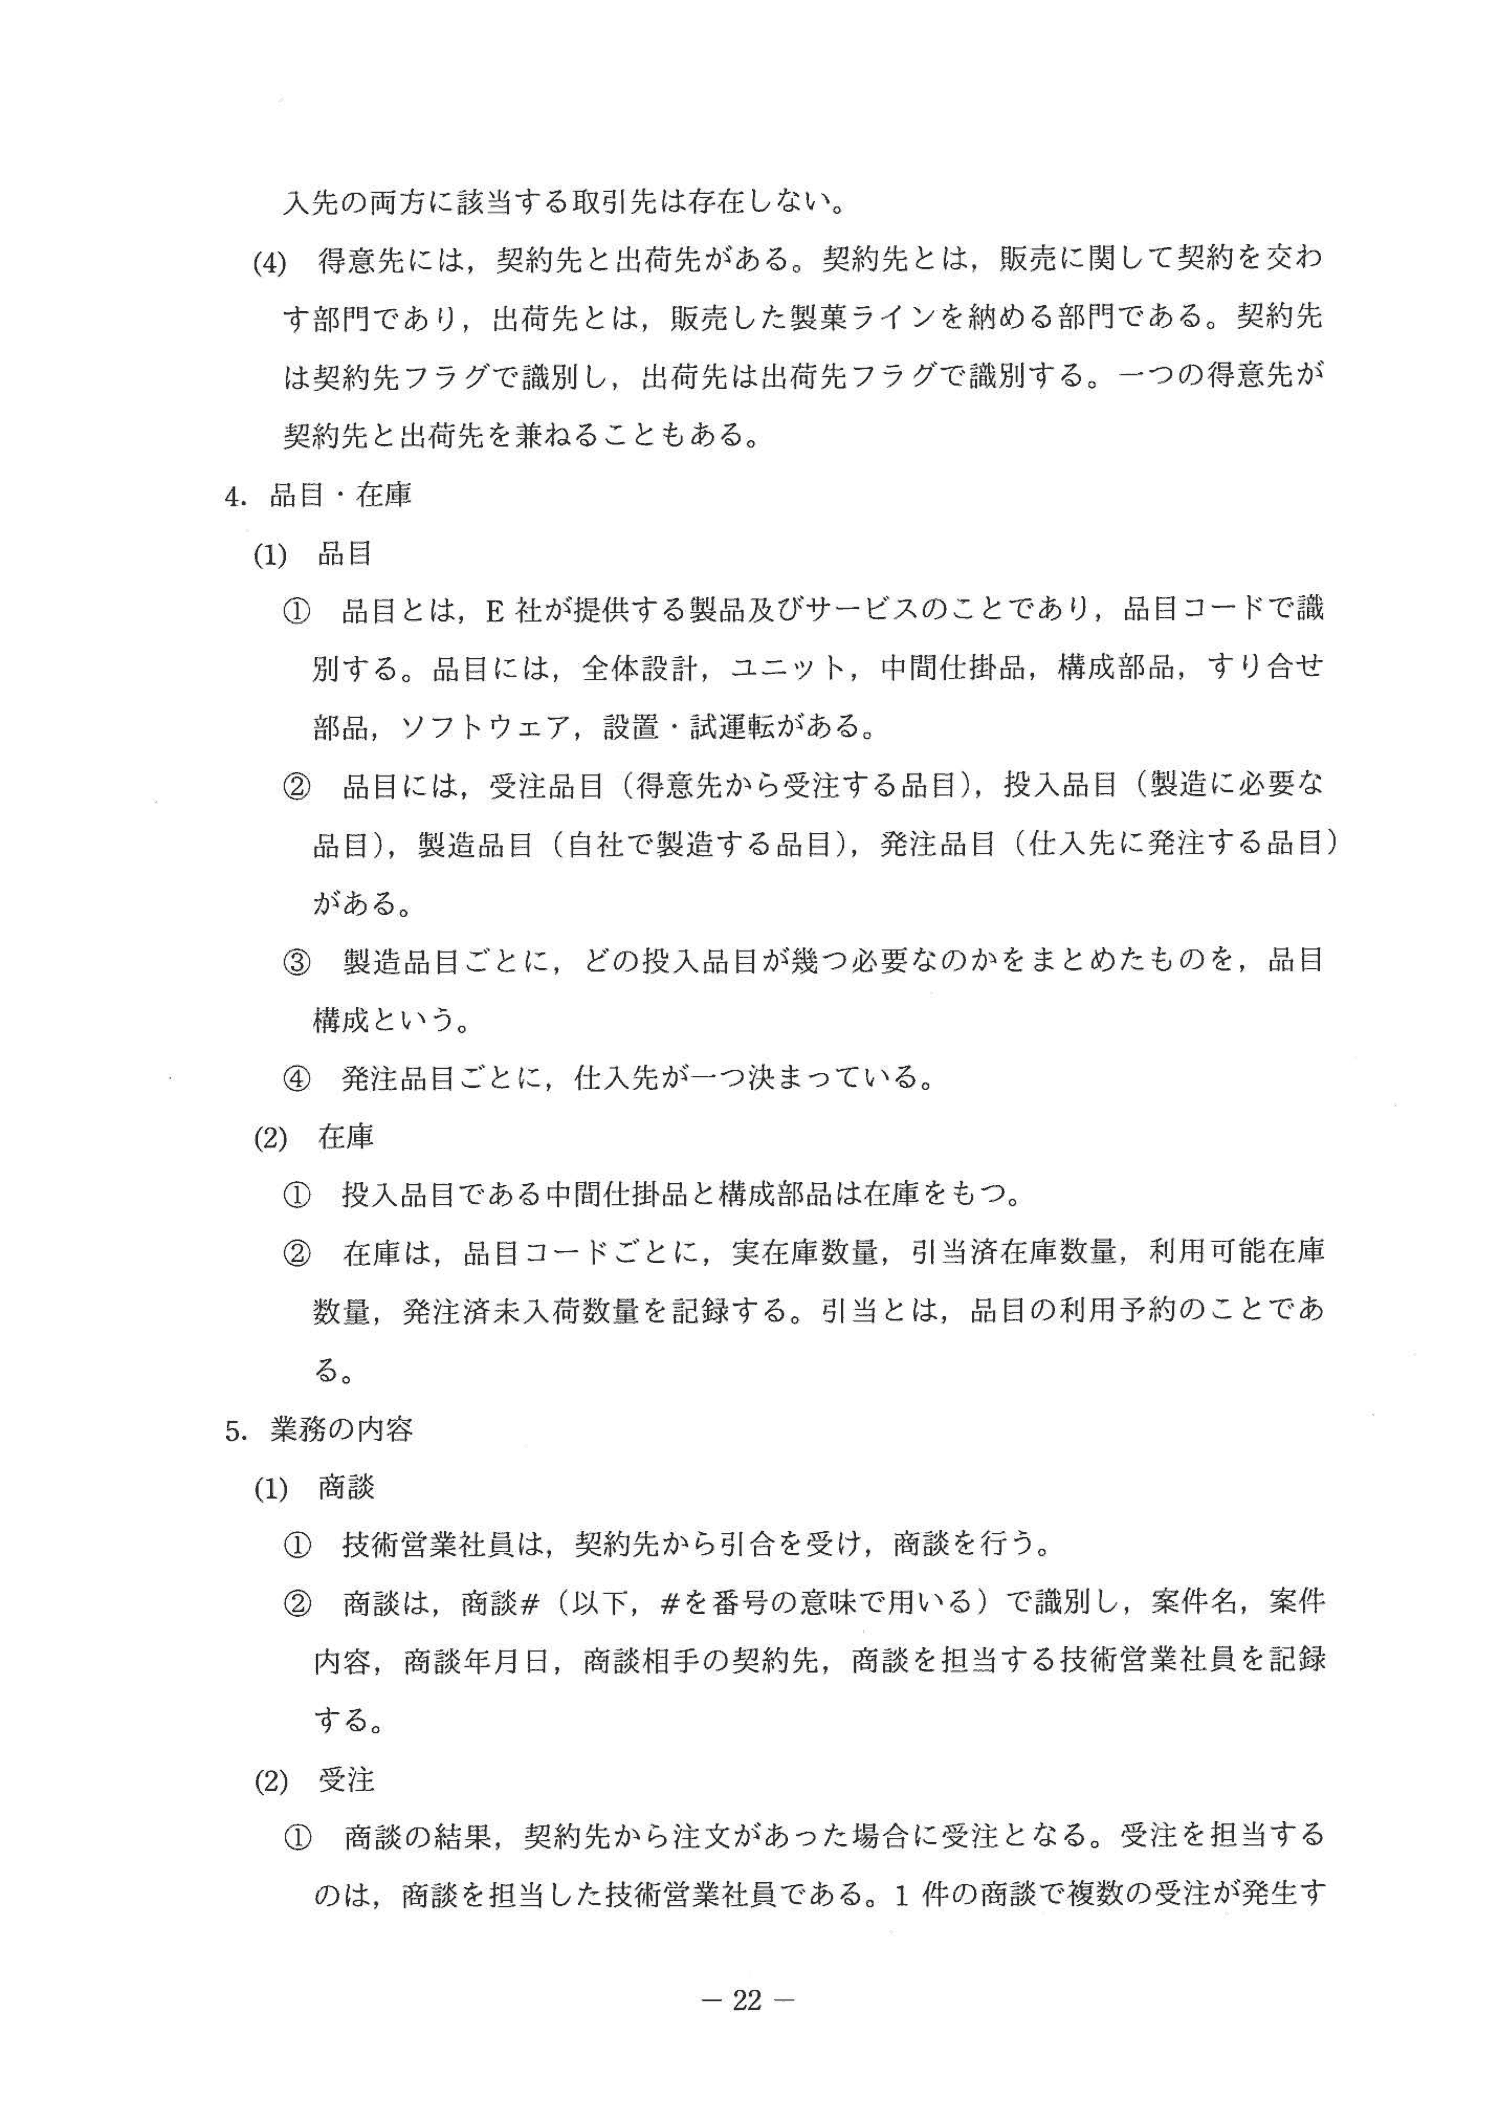 入先の両方に該当する取引先は存在しない。
(4) 得意先には，契約先と出荷先がある。契約先とは，販売に関して契約を交わ
す部門であり，出荷先とは，販売した製菓ラインを納める部門である。契約先
は契約先フラグで識別し，出荷先は出荷先フラグで識別する。一つの得意先が
契約先と出荷先を兼ねることもある。
4. 品目・在庫
(1) 品目
① 品目とは，E 社が提供する製品及びサービスのことであり，品目コードで識
別する。品目には，全体設計，ユニット，中間仕掛品，構成部品，すり合せ
部品，ソフトウェア，設置・試運転がある。
② 品目には，受注品目（得意先から受注する品目），投入品目（製造に必要な
品目），製造品目（自社で製造する品目），発注品目（仕入先に発注する品目）
がある。
③ 製造品目ごとに，どの投入品目が幾つ必要なのかをまとめたものを，品目
構成という。
④ 発注品目ごとに，仕入先が一つ決まっている。
(2) 在庫
① 投入品目である中間仕掛品と構成部品は在庫をもつ。
② 在庫は，品目コードごとに，実在庫数量，引当済在庫数量，利用可能在庫
数量，発注済未入荷数量を記録する。引当とは，品目の利用予約のことであ
る。
5. 業務の内容
(1) 商談
① 技術営業社員は，契約先から引合を受け，商談を行う。
② 商談は，商談#（以下，#を番号の意味で用いる）で識別し，案件名，案件
内容，商談年月日，商談相手の契約先，商談を担当する技術営業社員を記録
する。
(2) 受注
① 商談の結果，契約先から注文があった場合に受注となる。受注を担当する
のは，商談を担当した技術営業社員である。1 件の商談で複数の受注が発生す
― 22 ―